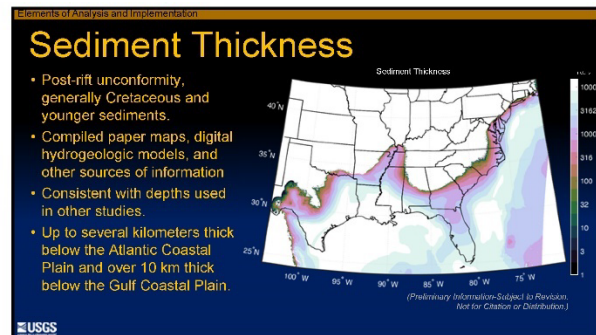 Elements of Analysis and Implementation
Sediment Thickness
• Post-rift unconformity,
generally Cretaceous and
younger sediments.
• Compiled paper maps, digital
hydrogeologic models, and
other sources of information
• Consistent with depths used
in other studies.
• Up to several kilometers thick
below the Atlantic Coastal
Plain and over 10 km thick
below the Gulf Coastal Plain.
Sediment Thickness
40°N
35°N
30°N
25°N
100°W 95°W 90°W 85°W 80°W 75°W
1000
3162
1000
316
100
32
10
3
1
(Preliminary Information-Subject to Revision.
Not for Citation or Distribution.)
USGS